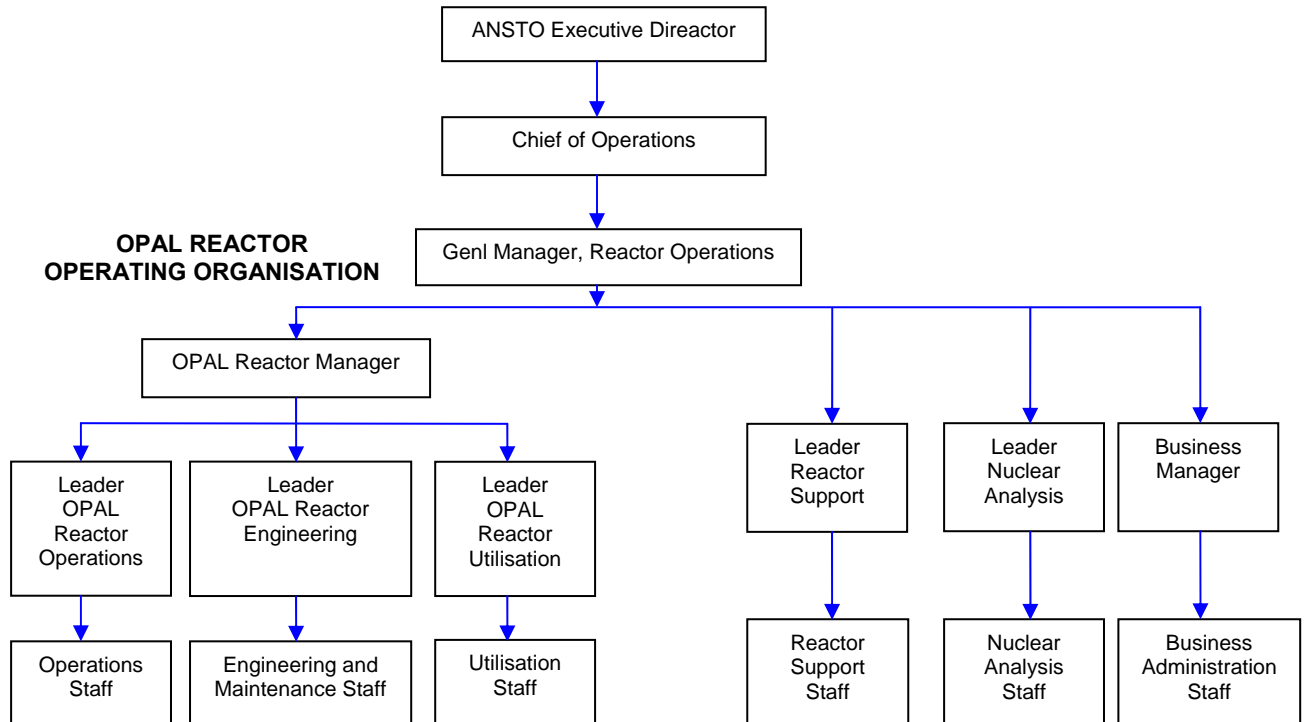 ANSTO Executive Direactor
Chief of Operations
OPAL REACTOR
OPERATING ORGANISATION
Genl Manager, Reactor Operations
OPAL Reactor Manager
Leader
OPAL
Reactor
Operations
Leader
OPAL Reactor
Engineering
Leader
OPAL
Reactor
Utilisation
Leader
Reactor
Support
Leader
Nuclear
Analysis
Business
Manager
Operations
Staff
Engineering and
Maintenance Staff
Utilisation
Staff
Reactor
Support
Staff
Nuclear
Analysis
Staff
Business
Administration
Staff